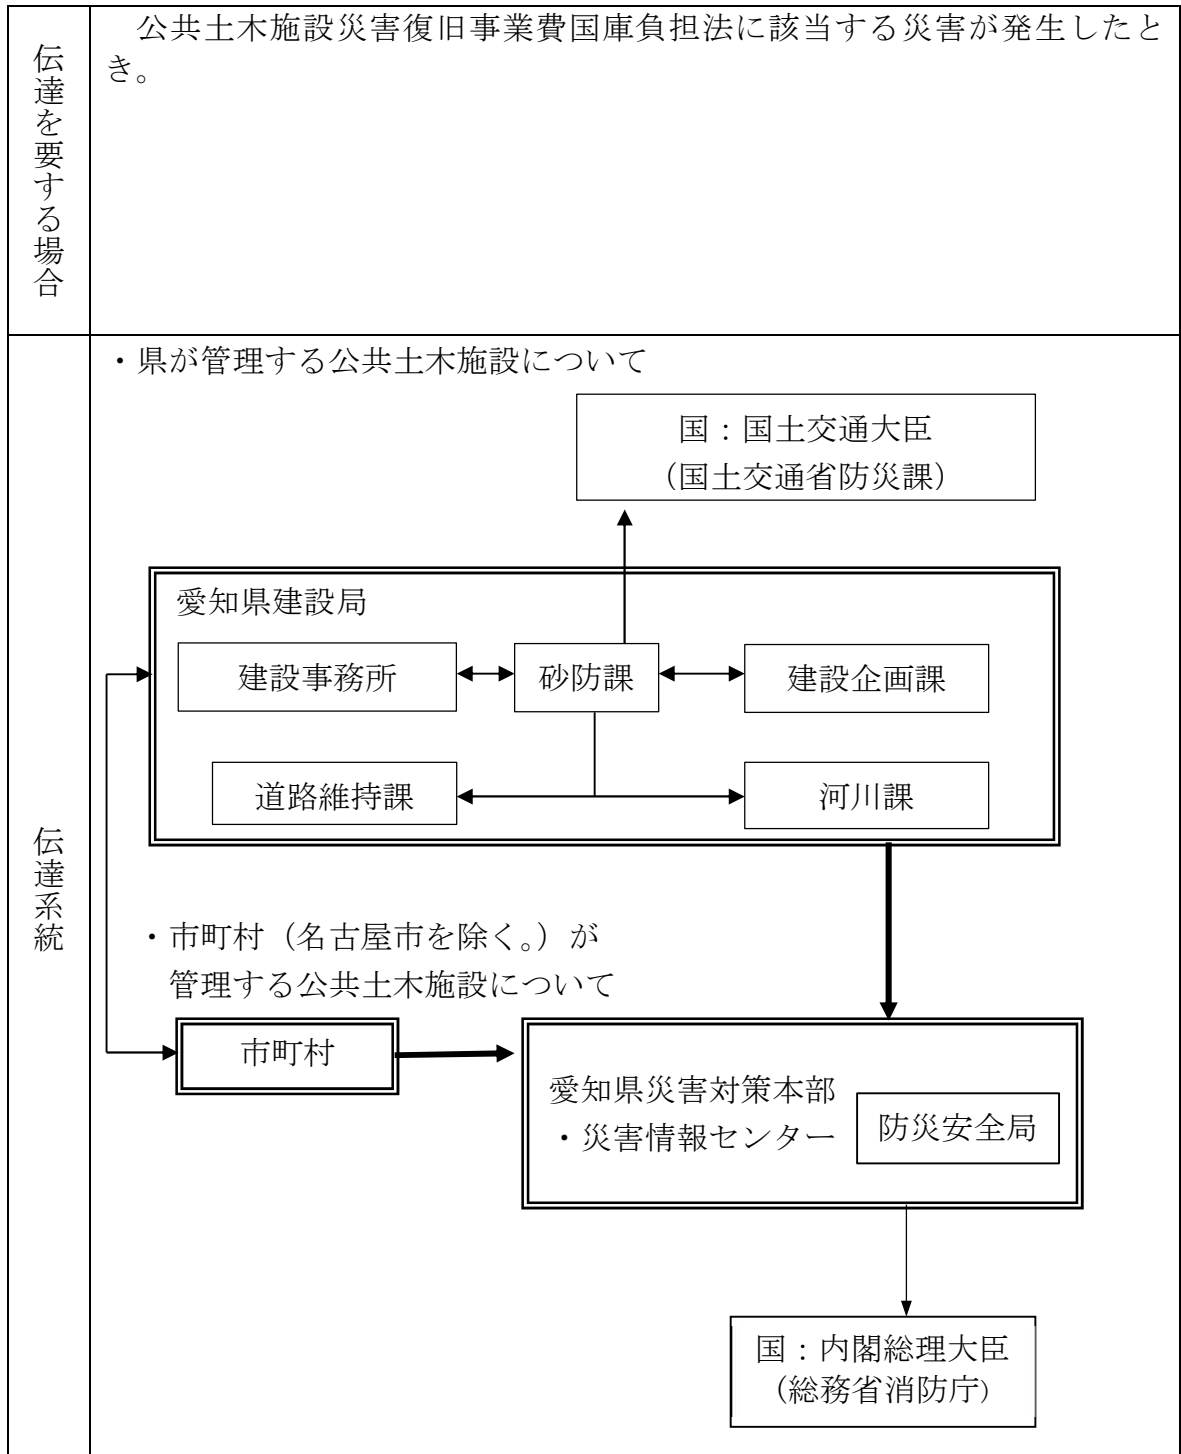 伝達を要する場合
公共土木施設災害復旧事業費国庫負担法に該当する災害が発生したと
き。
伝達系統
・県が管理する公共土木施設について
国：国土交通大臣
（国土交通省防災課）
愛知県建設局
建設事務所
砂防課
建設企画課
道路維持課
河川課
・市町村（名古屋市を除く。）が
管理する公共土木施設について
市町村
愛知県災害対策本部
・災害情報センター
防災安全局
国：内閣総理大臣
（総務省消防庁）